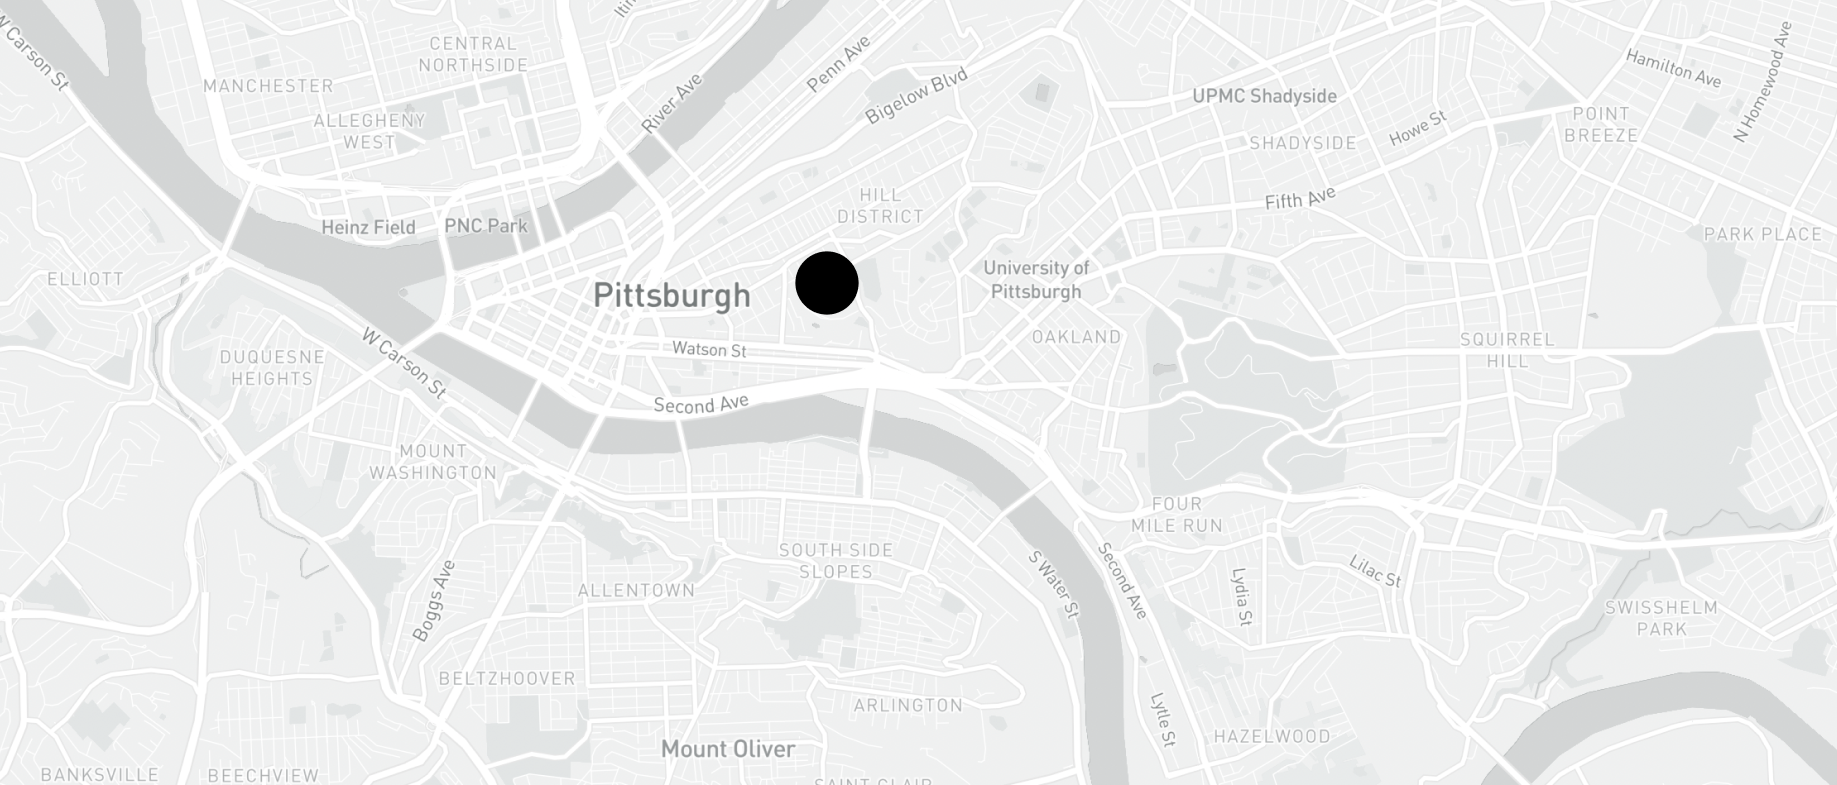 W Carson St
CENTRAL
NORTHSIDE
MANCHESTER
ALLEGHENY
WEST
River Ave
Penn Ave
Bigelow Blvd
UPMC Shadyside
SHADYSIDE
Howe St
Hamilton Ave
N Homewood Ave
POINT
BREEZE
Heinz Field
PNC Park
HILL
DISTRICT
Fifth Ave
PARK PLACE
ELLIOTT
Pittsburgh
University of
Pittsburgh
OAKLAND
SQUIRREL
HILL
DUQUESNE
HEIGHTS
W Carson St
Watson St
Second Ave
MOUNT
WASHINGTON
FOUR
MILE RUN
SOUTH SIDE
SLOPES
ALLENTOWN
Boggs Ave
S Water St
Second Ave
Lydia St
Lilac St
SWISSHELM
PARK
BELTZHOOVER
ARLINGTON
Lytle St
HAZELWOOD
Mount Oliver
BANKSVILLE
BEECHVIEW
SAINT CLAIR